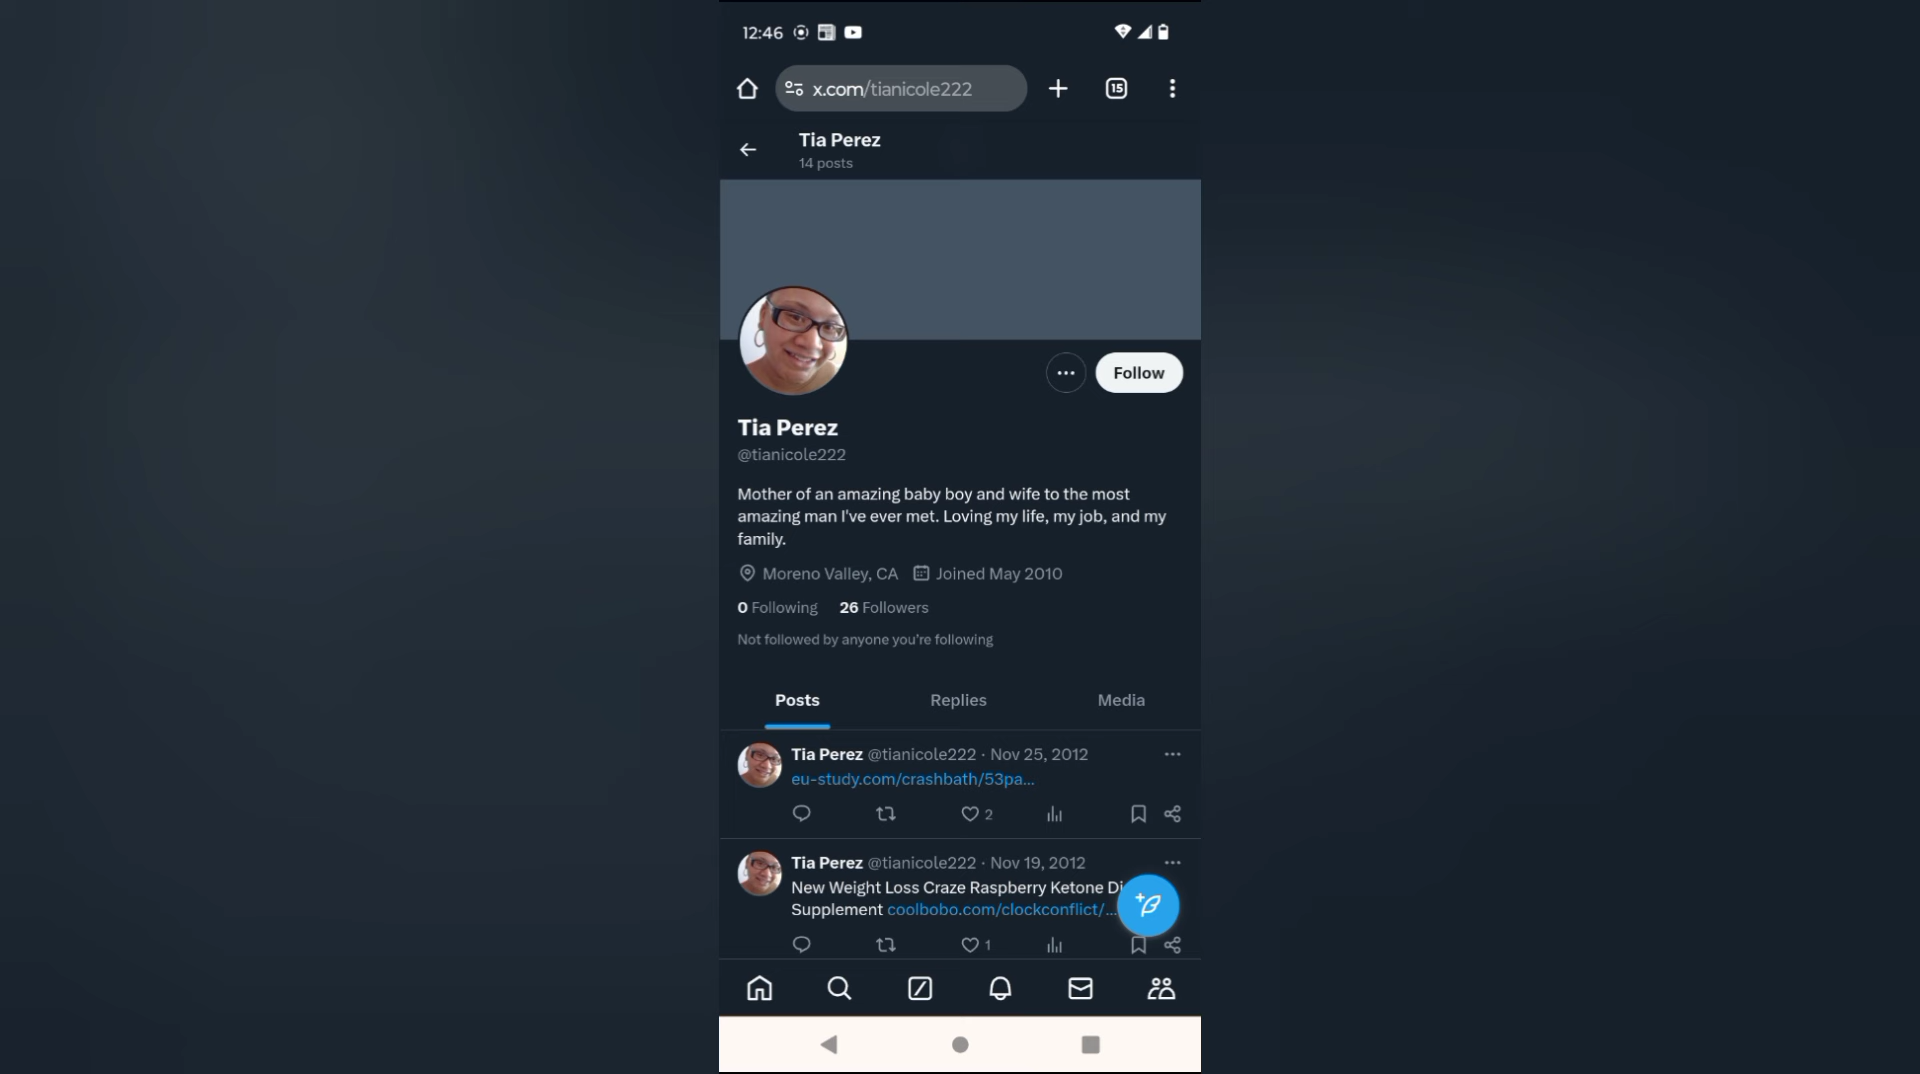 12:46
x.com/tianicole222
15
Tia Perez
14 posts
Follow
Tia Perez
@tianicole222
Mother of an amazing baby boy and wife to the most
amazing man I've ever met. Loving my life, my job, and my
family.
Moreno Valley, CA Joined May 2010
0 Following 26 Followers
Not followed by anyone you're following
Posts Replies Media
Tia Perez @tianicole222 · Nov 25, 2012
eu-study.com/crashbath/53pa...
2
Tia Perez @tianicole222 · Nov 19, 2012
New Weight Loss Craze Raspberry Ketone
Supplement coolbobo.com/clockconflict/...
1